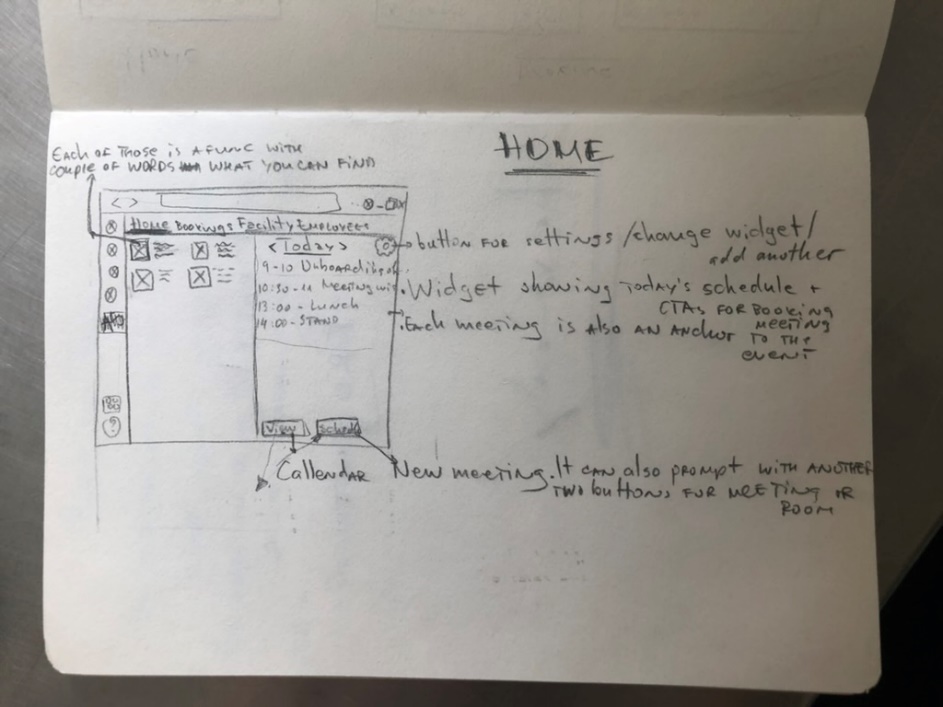 HOME
EACH OF THOSE IS A FUNC WITH
COUPLE OF WORDS WHAT YOU CAN FIND
< >
Home BOOKINGS Facility EMPLOYEES
< Today >
9-10 Unboarding
10:30-11 Meeting wi
13:00 - Lunch
14:00 - STAND
View
Sched
?
button FOR settings /change widget/
add another
. Widget showing Today's schedule +
CTAs FOR BOOKING
MEETING
. Each meeting is also AN ANCHOR TO THE
EVENT
Callendar
New meeting. It CAN also prompt with ANOTHER
TWO buttons FOR MEETING OR
ROOM